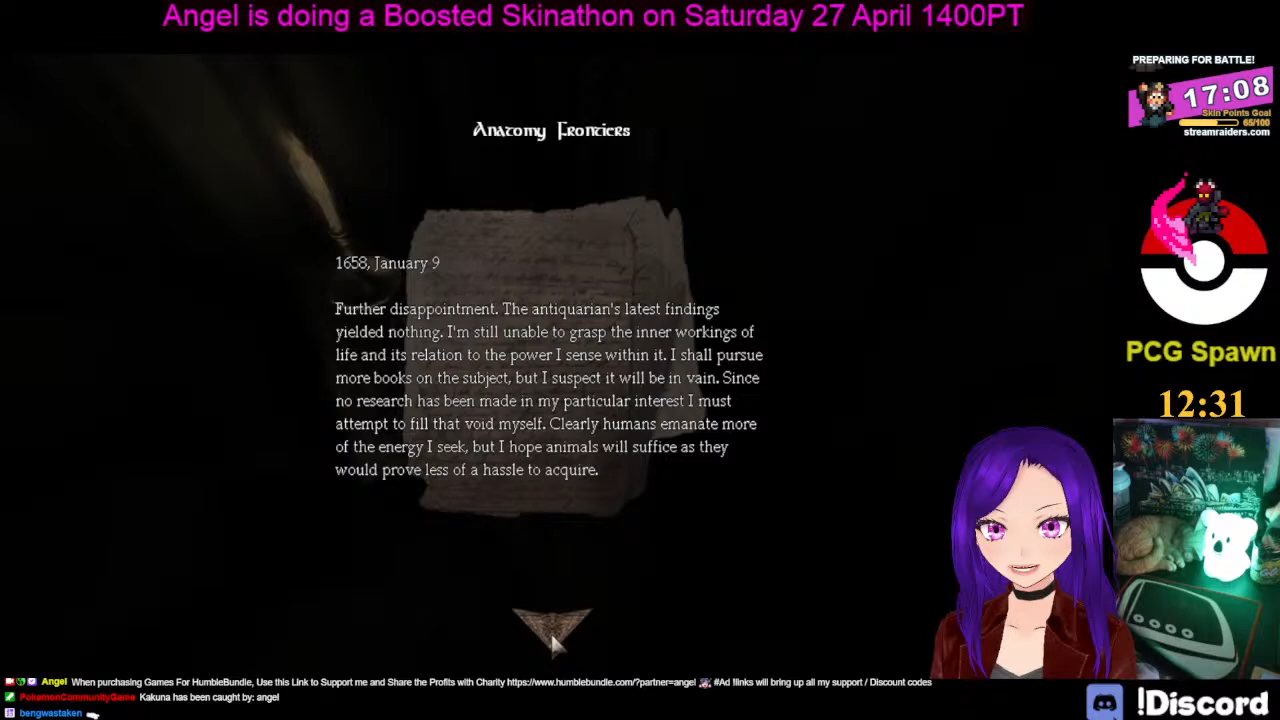 Angel is doing a Boosted Skinathon on Saturday 27 April 1400PT
PREPARING FOR BATTLE!
17:08
Skin Points Goal
65/100
streamraiders.com
Anatomy Frontiers
1658, January 9
Further disappointment. The antiquarian's latest findings
yielded nothing. I'm still unable to grasp the inner workings of
life and its relation to the power I sense within it. I shall pursue
more books on the subject, but I suspect it will be in vain. Since
no research has been made in my particular interest I must
attempt to fill that void myself. Clearly humans emanate more
of the energy I seek, but I hope animals will suffice as they
would prove less of a hassle to acquire.
PCG Spawn
12:31
Angel When purchasing Games For HumbleBundle, Use this Link to Support me and Share the Profits with Charity https://www.humblebundle.com/?partner=angel #Ad !links will bring up all my support / Discount codes
PokemonCommunityGame Kakuna has been caught by: angel
bengwastaken
!Discord